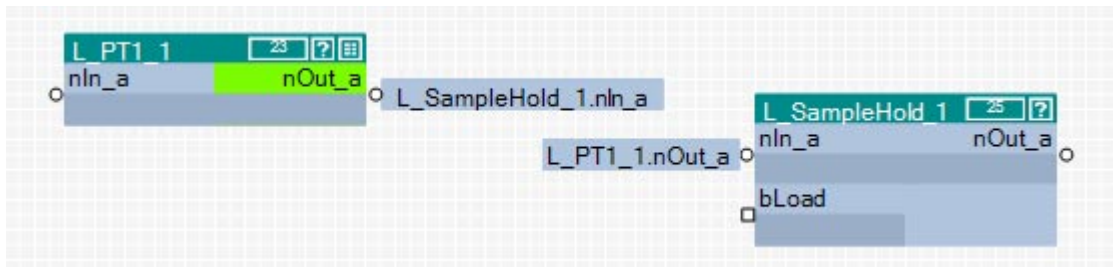 L_PT1_1 23 ?
nIn_a nOut_a
L_SampleHold_1.nIn_a
L_SampleHold_1 25 ?
L_PT1_1.nOut_a nIn_a nOut_a
bLoad